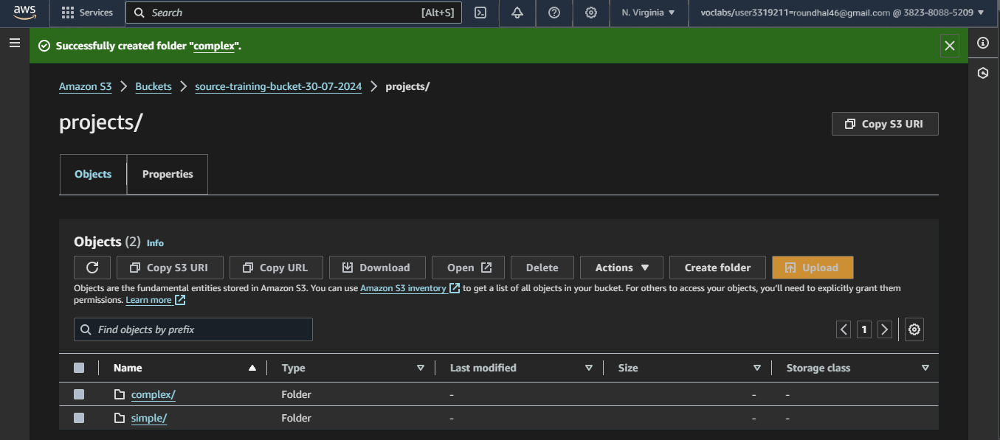 aws Services Search [Alt+S] N. Virginia voclabs/user3319211=roundhal46@gmail.com @ 3823-8088-5209
Successfully created folder "complex".
Amazon S3 Buckets source-training-bucket-30-07-2024 projects/
projects/
Copy S3 URI
Objects Properties
Objects (2) Info
Copy S3 URI Copy URL Download Open Delete Actions Create folder Upload
Objects are the fundamental entities stored in Amazon S3. You can use Amazon S3 inventory to get a list of all objects in your bucket. For others to access your objects, you'll need to explicitly grant them
permissions. Learn more
Find objects by prefix 1
Name Type Last modified Size Storage class
complex/ Folder - - -
simple/ Folder - - -